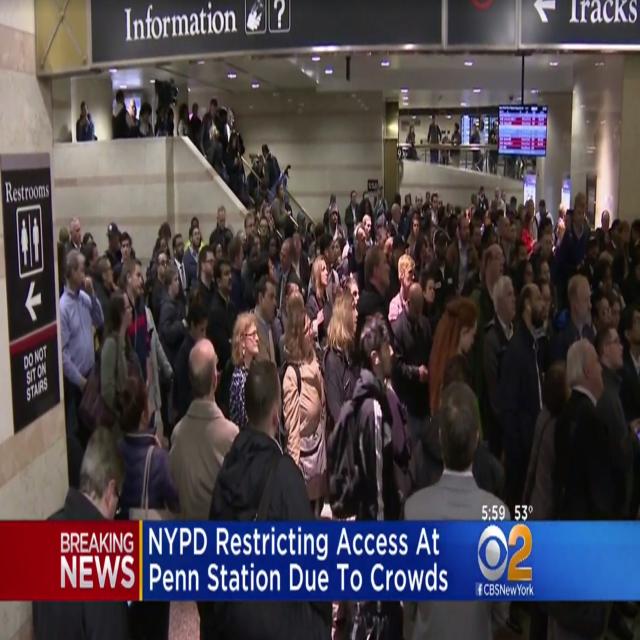 Information ?
Tracks
Restrooms
DO NOT
SIT ON
STAIRS
5:59 53°
BREAKING
NEWS
NYPD Restricting Access At
Penn Station Due To Crowds
2
f CBSNewYork